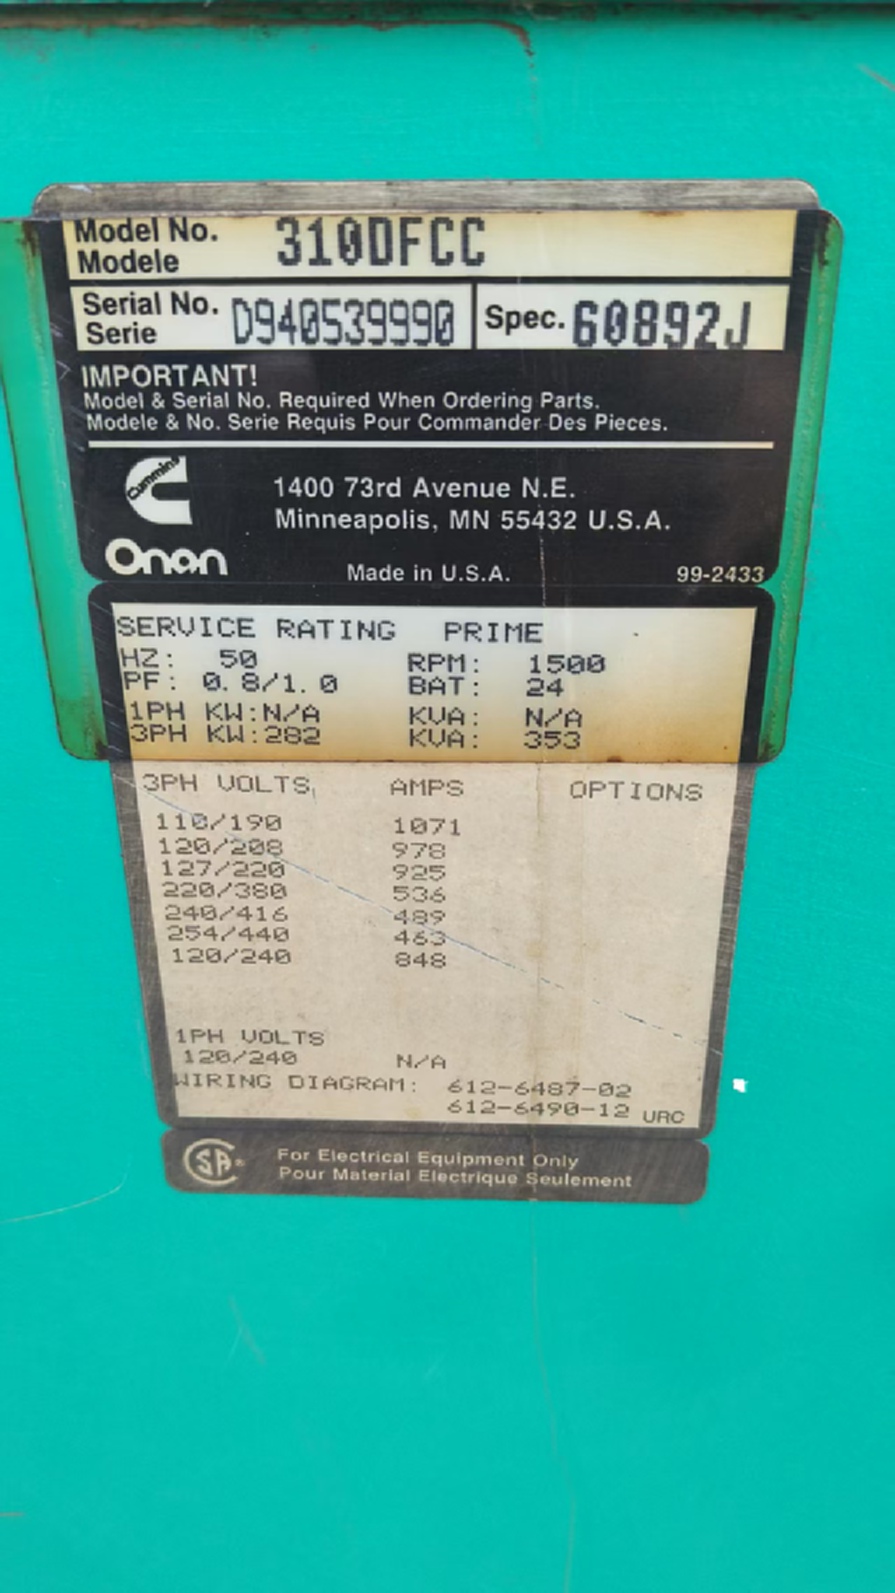 Model No. 310DFCC
Modele
Serial No. D940539990 Spec. 60892J
Serie
IMPORTANT!
Model & Serial No. Required When Ordering Parts.
Modele & No. Serie Requis Pour Commander Des Pieces.
Cummins
Onan
1400 73rd Avenue N.E.
Minneapolis, MN 55432 U.S.A.
Made in U.S.A. 99-2433
SERVICE RATING PRIME
HZ: 50 RPM: 1500
PF: 0.8/1.0 BAT: 24
1PH KW:N/A KVA: N/A
3PH KW:282 KVA: 353
3PH VOLTS AMPS OPTIONS
110/190 1071
120/208 978
127/220 925
220/380 536
240/416 489
254/440 463
120/240 848
1PH VOLTS
120/240 N/A
WIRING DIAGRAM: 612-6487-02
612-6490-12 URC
SA®
For Electrical Equipment Only
Pour Material Electrique Seulement